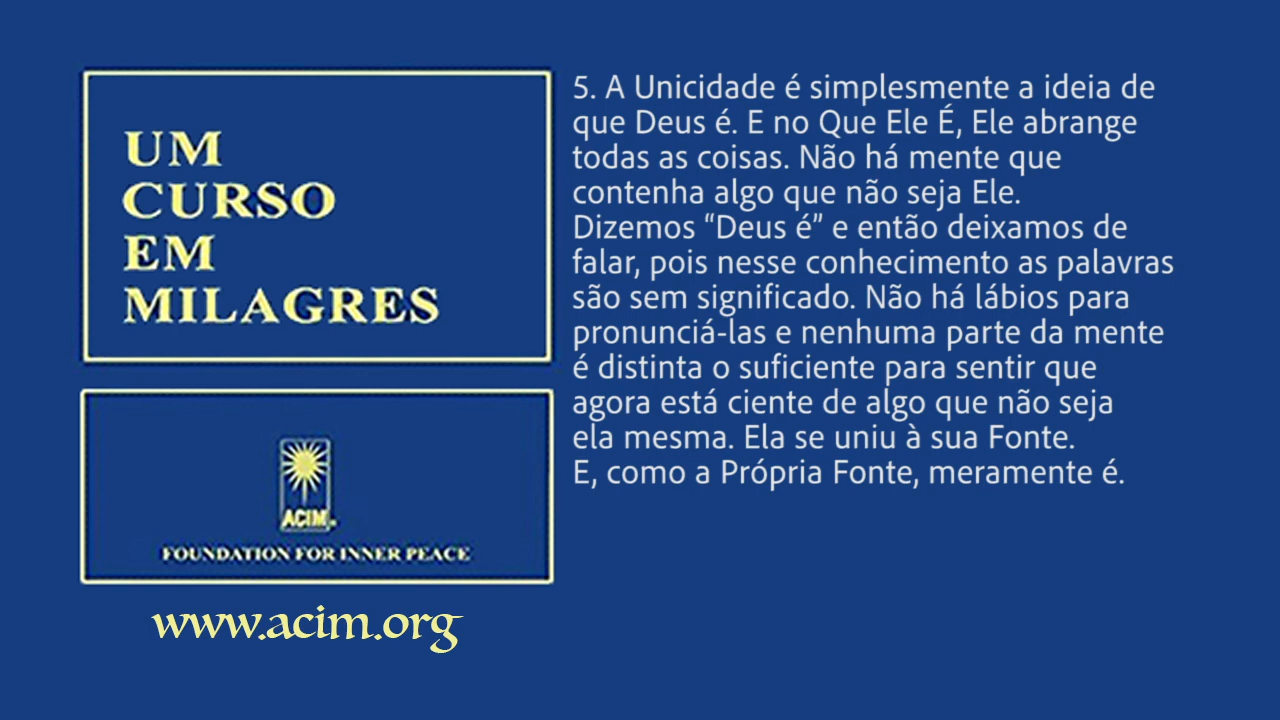 UM
CURSO
EM
MILAGRES
ACIM®
FOUNDATION FOR INNER PEACE
www.acim.org
5. A Unicidade é simplesmente a ideia de
que Deus é. E no Que Ele É, Ele abrange
todas as coisas. Não há mente que
contenha algo que não seja Ele.
Dizemos “Deus é” e então deixamos de
falar, pois nesse conhecimento as palavras
são sem significado. Não há lábios para
pronunciá-las e nenhuma parte da mente
é distinta o suficiente para sentir que
agora está ciente de algo que não seja
ela mesma. Ela se uniu à sua Fonte.
E, como a Própria Fonte, meramente é.